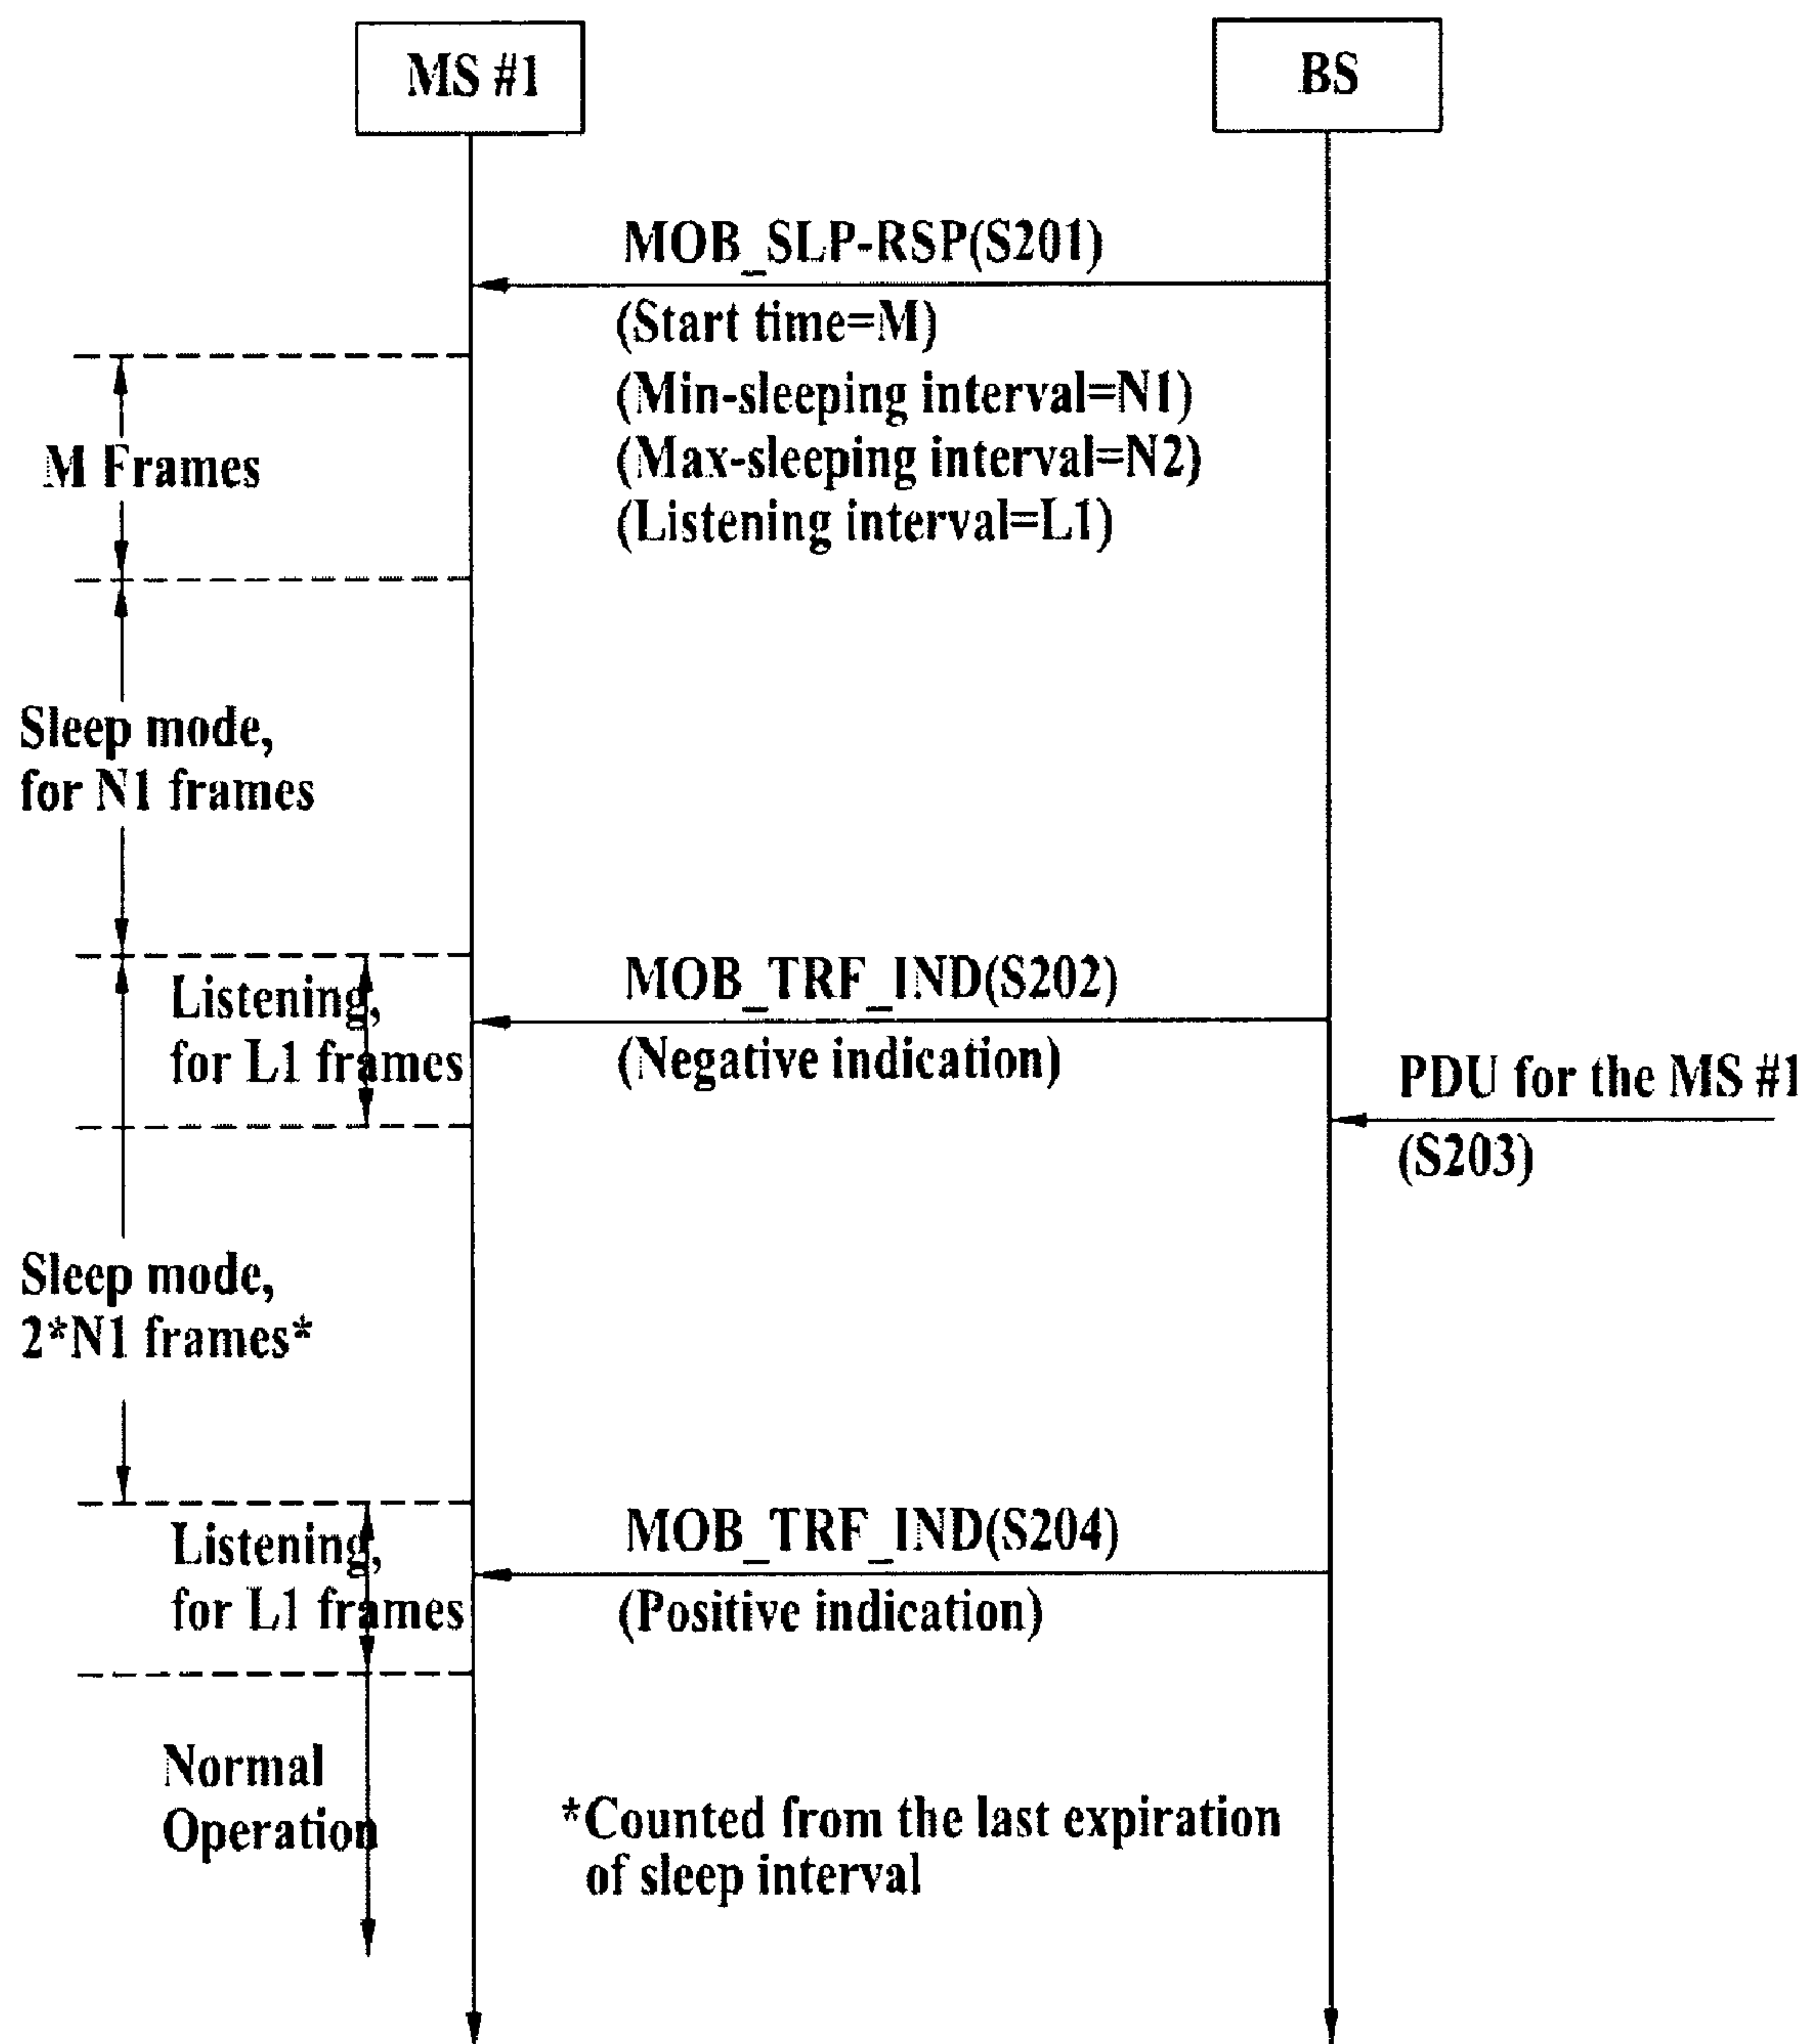 MS #1
BS
MOB_SLP-RSP(S201)
(Start time=M)
(Min-sleeping interval=N1)
(Max-sleeping interval=N2)
(Listening interval=L1)
M Frames
Sleep mode,
for N1 frames
Listening,
for L1 frames
MOB_TRF_IND(S202)
(Negative indication)
PDU for the MS #1
(S203)
Sleep mode,
2*N1 frames*
Listening,
for L1 frames
MOB_TRF_IND(S204)
(Positive indication)
Normal
Operation
*Counted from the last expiration
of sleep interval